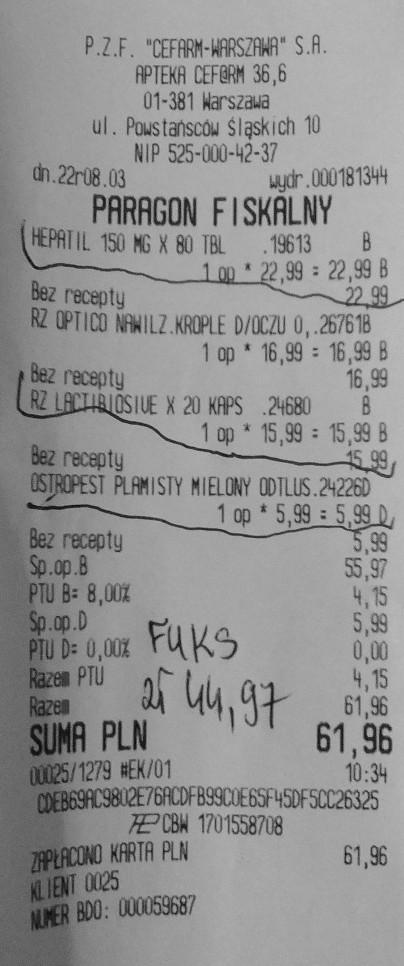 P.Z.F. "CEFARM-WARSZAWA" S.A.
APTEKA CEF@RM 36,6
01-381 Warszawa
ul. Powstańsców Śląskich 10
NIP 525-000-42-37
dn.22r08.03 wydr.000181344
PARAGON FISKALNY
HEPATIL 150 MG X 80 TBL .19613 B
1 op * 22,99 = 22,99 B
Bez recepty 22,99
RZ OPTICO NAWILZ.KROPLE D/OCZU 0,.26761B
1 op * 16,99 = 16,99 B
Bez recepty 16,99
RZ LACTIBIOSIVE X 20 KAPS .24680 B
1 op * 15,99 = 15,99 B
Bez recepty 15,99
OSTROPEST PLAMISTY MIELONY ODTLUS.24226D
1 op * 5,99 = 5,99 D
Bez recepty 5,99
Sp.op.B 55,97
PTU B= 8,00% 4,15
Sp.op.D 5,99
PTU D= 0,00% 0,00
FUKS
Razem PTU 4,15
zł 44,97
Razem 61,96
SUMA PLN 61,96
00025/1279 #EK/01 10:34
CDEB69AC9802E76ACDFB99C0E65F45DF5CC26325
CBW 1701558708
ZAPŁACONO KARTA PLN 61,96
KLIENT 0025
NUMER BDO: 000059687